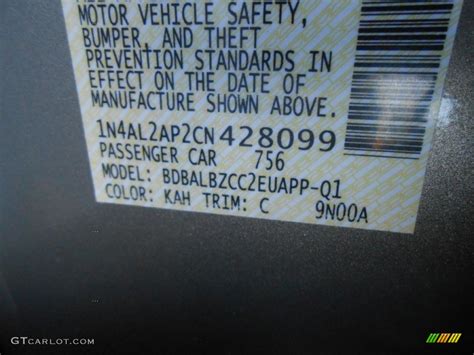 MOTOR VEHICLE SAFETY,
BUMPER, AND THEFT
PREVENTION STANDARDS IN
EFFECT ON THE DATE OF
MANUFACTURE SHOWN ABOVE.
1N4AL2AP2CN428099
PASSENGER CAR 756
MODEL: BDBALBZCC2EUAPP-Q1
COLOR: KAH TRIM: C 9N00A
GTCARLOT.COM